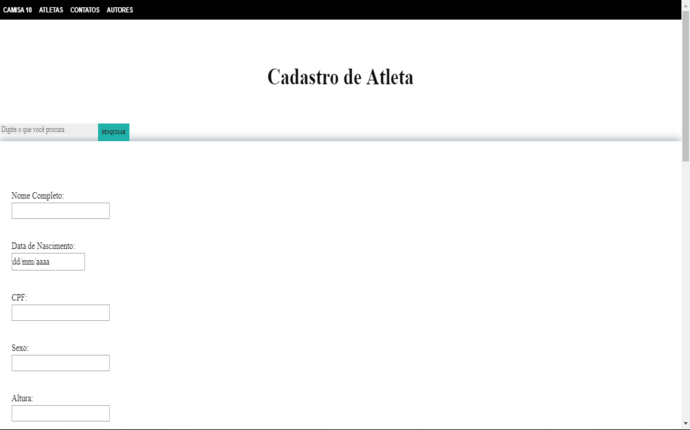 CAMISA 10 ATLETAS CONTATOS AUTORES
Cadastro de Atleta
Digite o que você procura PESQUISAR
Nome Completo:
Data de Nascimento:
dd/mm/aaaa
CPF:
Sexo:
Altura: